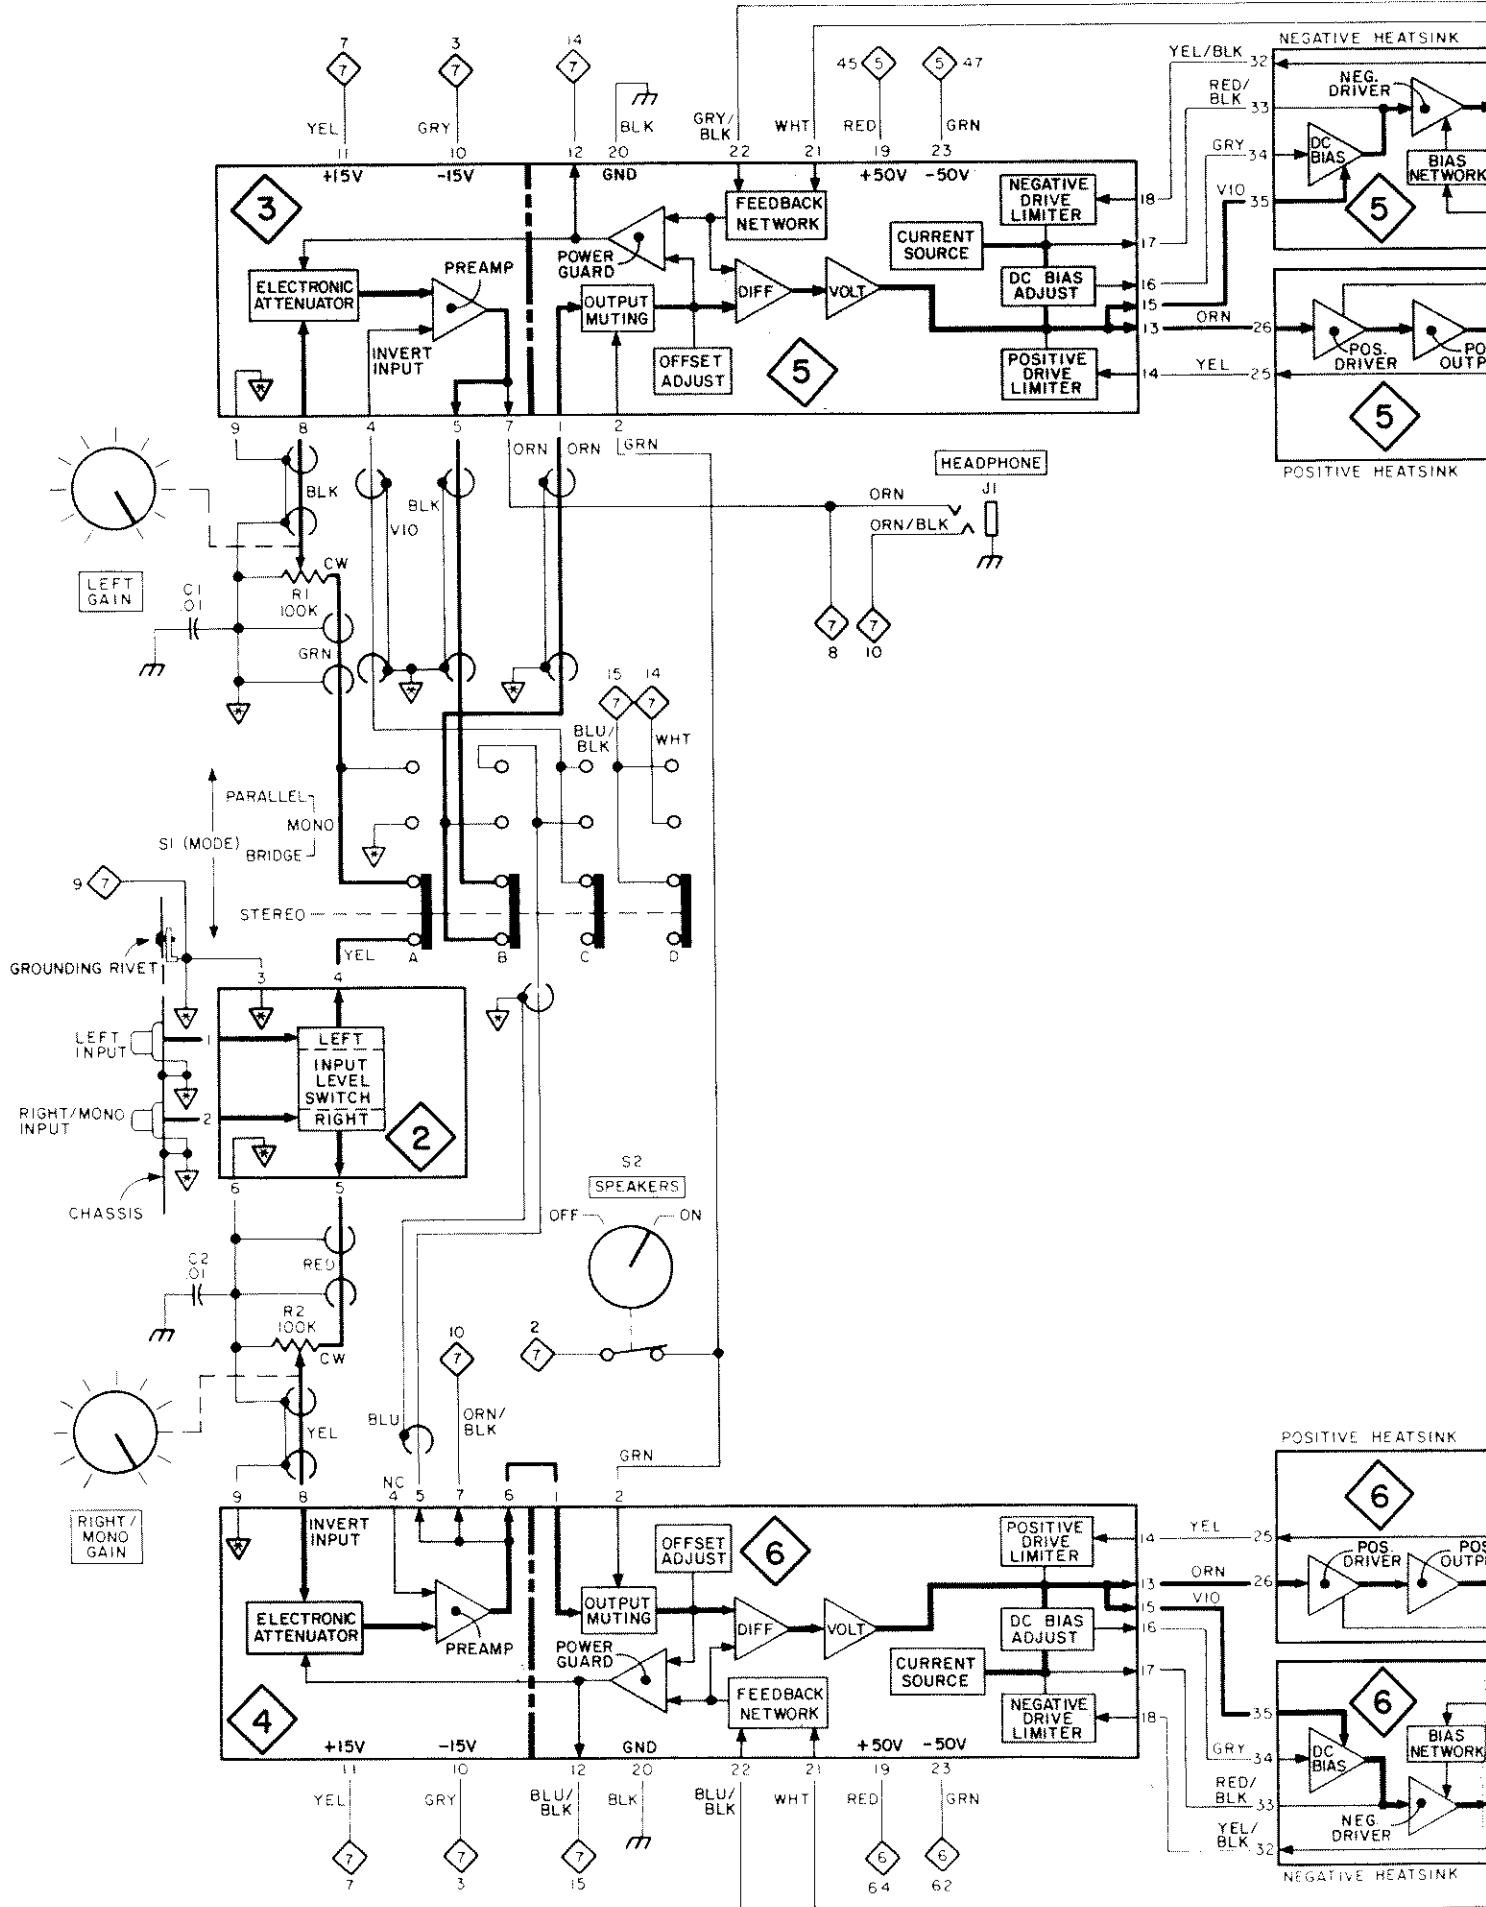 7 3 14
7 7 7 45 5 5 47
YEL GRY BLK GRY/BLK WHT RED GRN
11 10 12 20 22 21 19 23
+15V -15V GND +50V -50V
NEGATIVE HEATSINK
YEL/BLK 32
RED/BLK 33
GRY 34
VIO 35
NEG. DRIVER
DC BIAS
BIAS NETWORK
5
3
ELECTRONIC ATTENUATOR
PREAMP
INVERT INPUT
POWER GUARD
OUTPUT MUTING
FEEDBACK NETWORK
DIFF
VOLT
OFFSET ADJUST
5
CURRENT SOURCE
NEGATIVE DRIVE LIMITER
DC BIAS ADJUST
POSITIVE DRIVE LIMITER
18
17
16
15
13
14
ORN 26
YEL 25
POS. DRIVER
PO
OUTP
5
POSITIVE HEATSINK
9 8 4 5 7 1 2
BLK VIO BLK ORN ORN GRN
HEADPHONE
J1
ORN
ORN/BLK
7 7
8 10
LEFT GAIN
CW
R1
100K
C1
.01
GRN
15 14
7 7
BLU/BLK
WHT
PARALLEL
MONO
BRIDGE
S1 (MODE)
STEREO
A B C D
YEL
9 7
GROUNDING RIVET
3 4
LEFT INPUT
1
RIGHT/MONO INPUT
2
CHASSIS
LEFT
INPUT LEVEL SWITCH
RIGHT
2
6 5
S2
SPEAKERS
OFF ON
C2
.01
RED
R2
100K
CW
2
7
10
7
YEL
BLU
ORN/BLK
GRN
RIGHT/MONO GAIN
NC
9 8 4 5 7 6 1 2
INVERT INPUT
ELECTRONIC ATTENUATOR
PREAMP
4
OFFSET ADJUST
6
OUTPUT MUTING
POWER GUARD
DIFF
VOLT
FEEDBACK NETWORK
CURRENT SOURCE
POSITIVE DRIVE LIMITER
DC BIAS ADJUST
NEGATIVE DRIVE LIMITER
14
13
15
16
17
18
POSITIVE HEATSINK
6
YEL 25
ORN 26
VIO
POS. DRIVER
POS
OUTP
6
35
GRY 34
RED/BLK 33
YEL/BLK 32
DC BIAS
BIAS NETWORK
NEG. DRIVER
NEGATIVE HEATSINK
+15V -15V GND +50V -50V
11 10 12 20 22 21 19 23
YEL GRY BLU/BLK BLK BLU/BLK WHT RED GRN
7 7 7 6 6
7 3 15 64 62